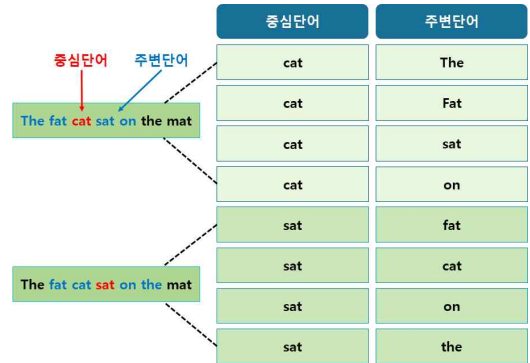 중심단어 주변단어
중심단어 주변단어
cat The
The fat cat sat on the mat
cat Fat
cat sat
cat on
sat fat
The fat cat sat on the mat
sat cat
sat on
sat the